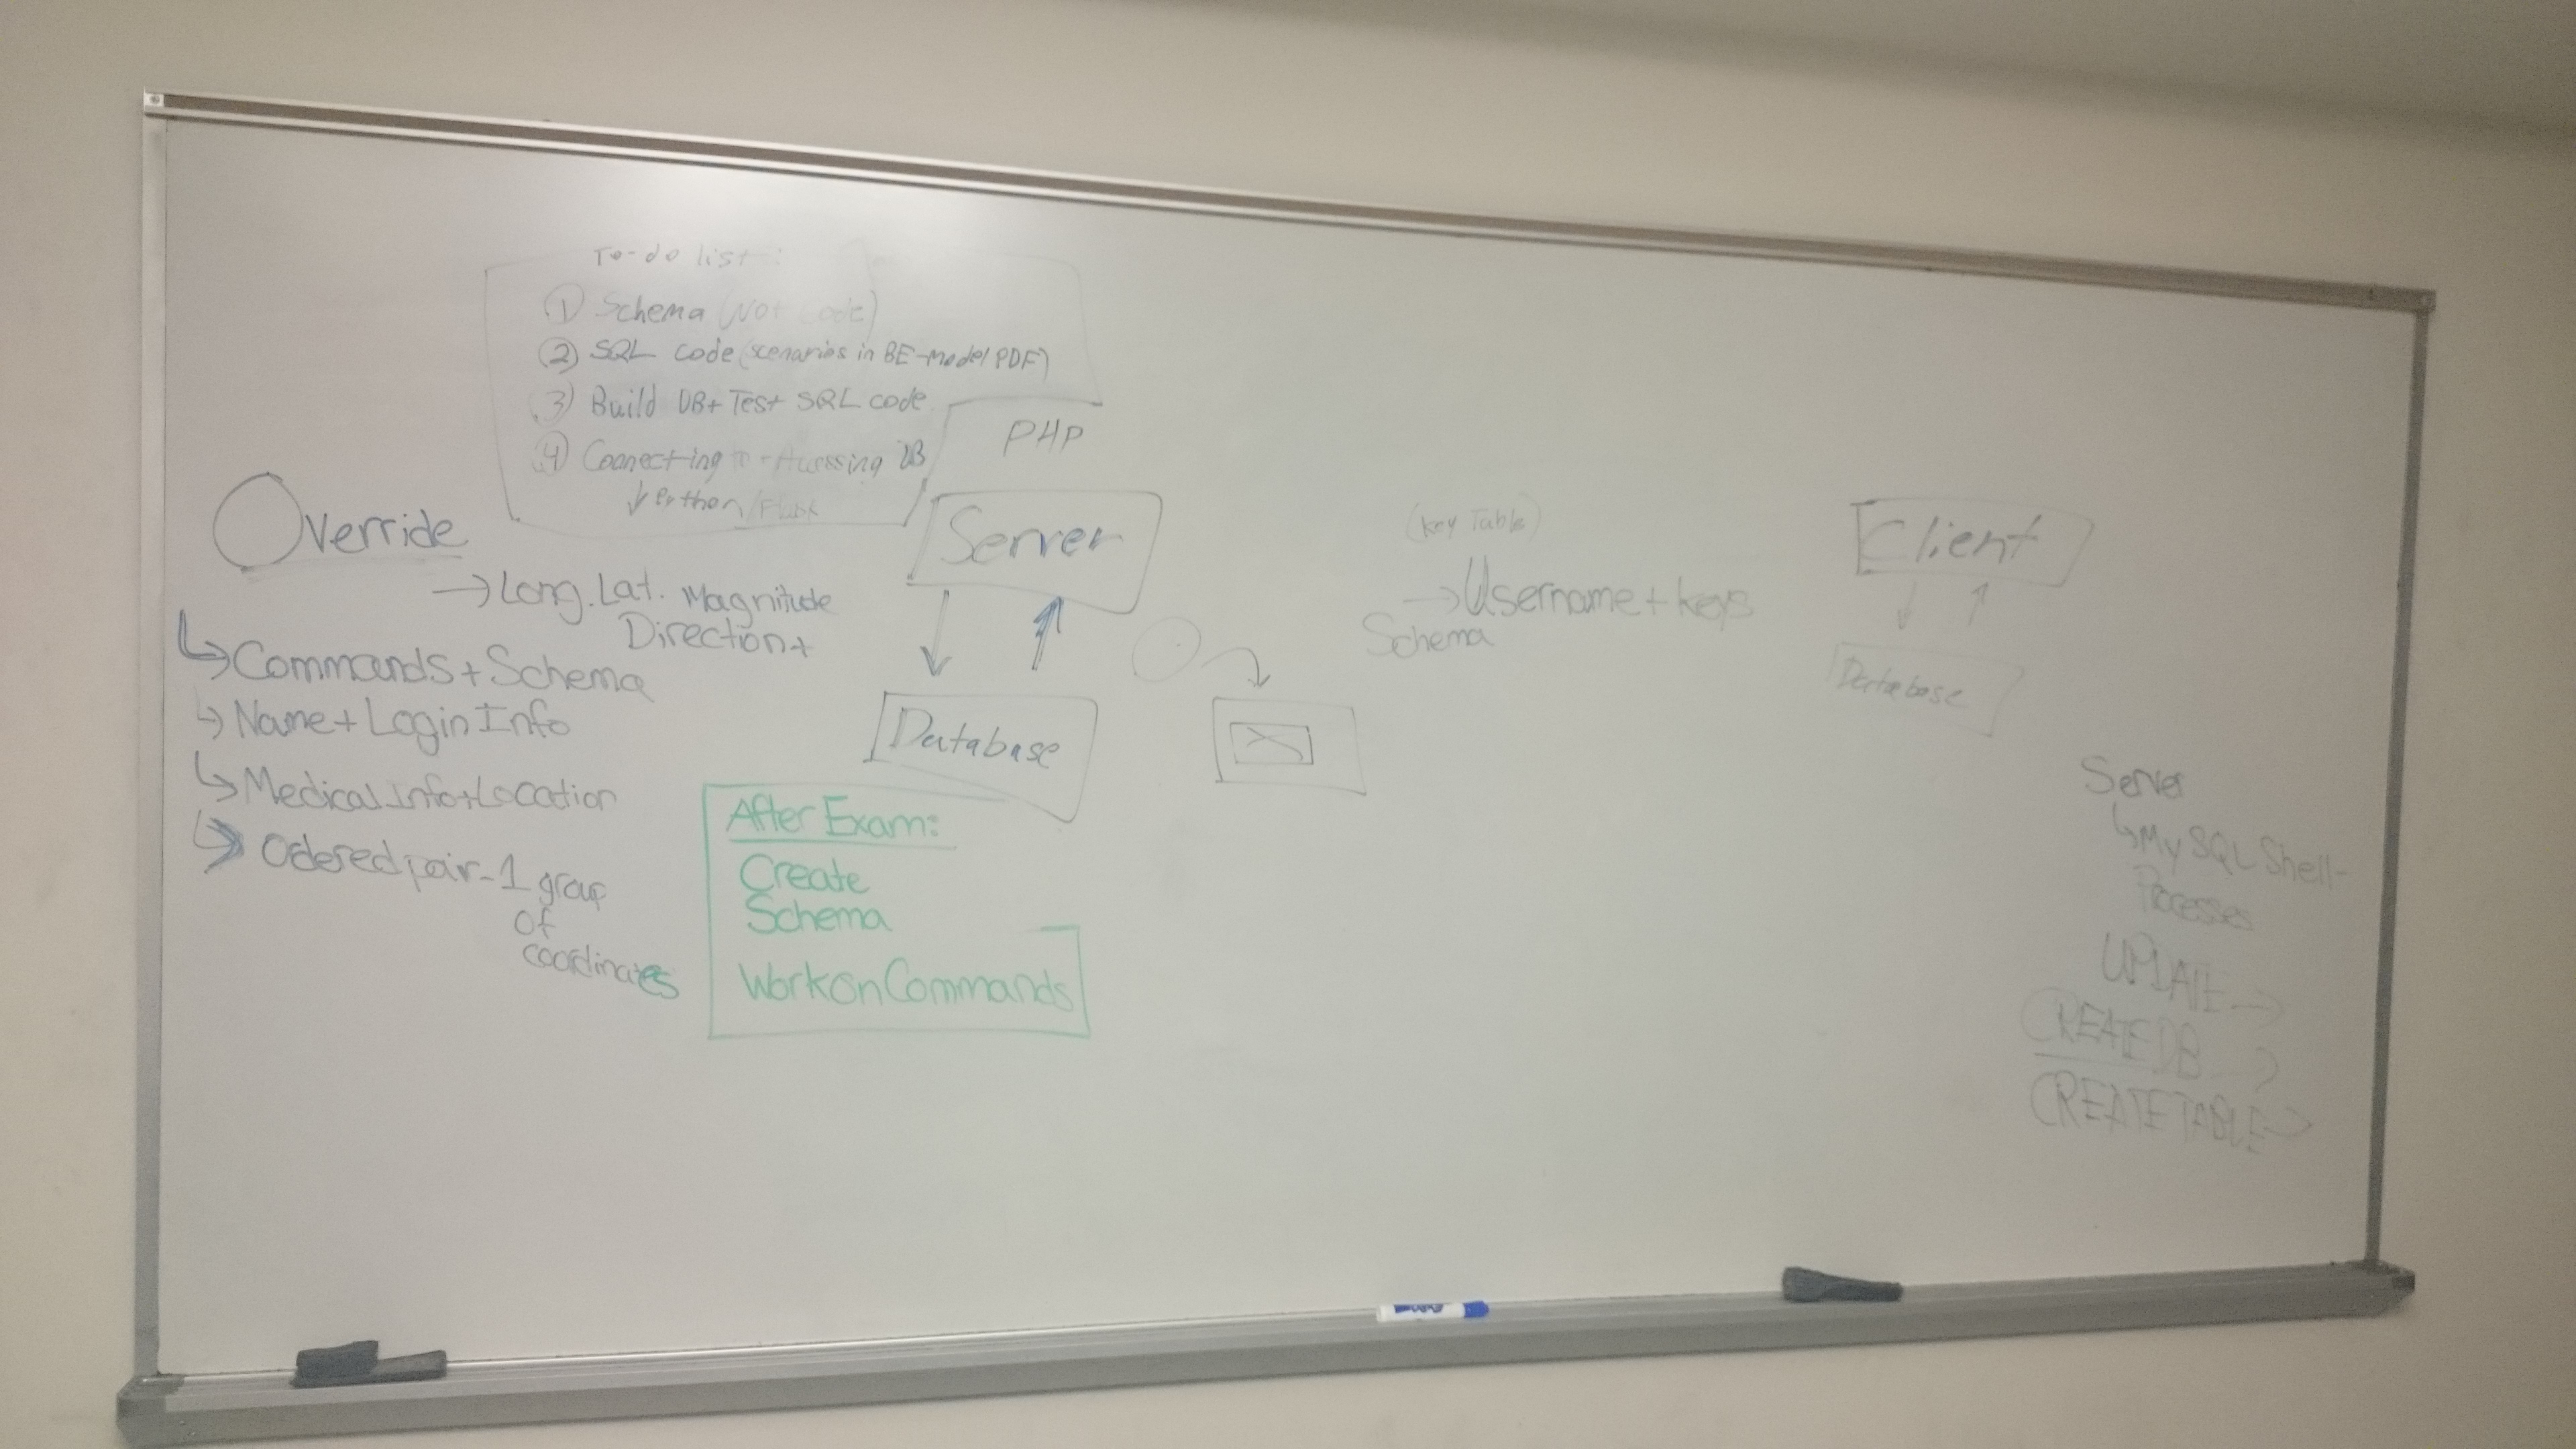 To-do list:
① Schema (Not code)
② SQL code (scenarios in BE-Model PDF)
③ Build DB + Test SQL code
④ Connecting to + Accessing DB
Python/Flask
PHP
Server
Database
Override
Long. Lat. Magnitude
Direction +
Commands + Schema
Name + Login Info
Medical Info + Location
Odered pair - 1 group
of
coordinates
After Exam:
Create
Schema
Work on Commands
(Key Table)
Username + keys
Schema
Client
Database
Server
My SQL Shell-
Processes
UPDATE
CREATE DB
CREATE TABLE